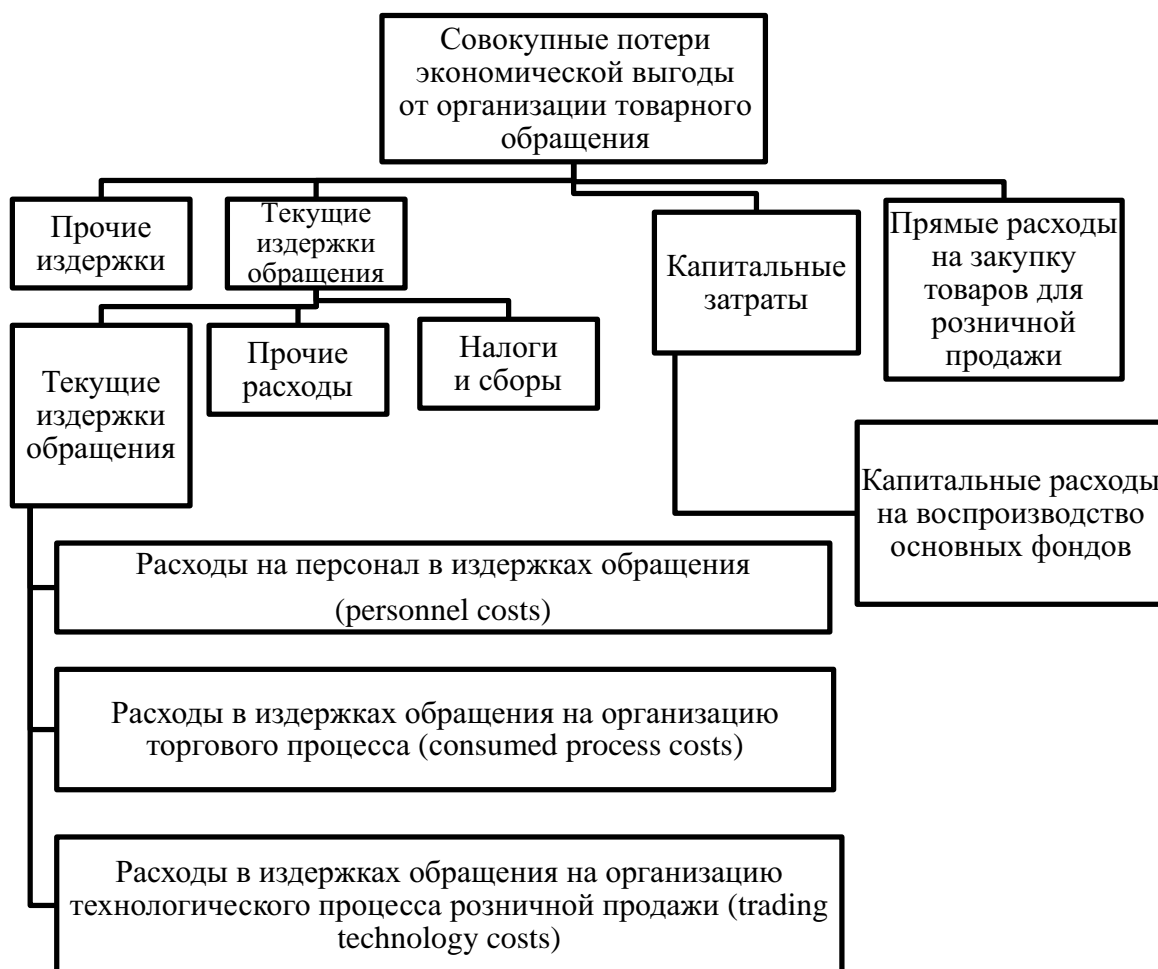 Совокупные потери
экономической выгоды
от организации товарного
обращения
Прочие
издержки
Текущие
издержки
обращения
Капитальные
затраты
Прямые расходы
на закупку
товаров для
розничной
продажи
Текущие
издержки
обращения
Прочие
расходы
Налоги
и сборы
Капитальные расходы
на воспроизводство
основных фондов
Расходы на персонал в издержках обращения
(personnel costs)
Расходы в издержках обращения на организацию
торгового процесса (consumed process costs)
Расходы в издержках обращения на организацию
технологического процесса розничной продажи (trading
technology costs)